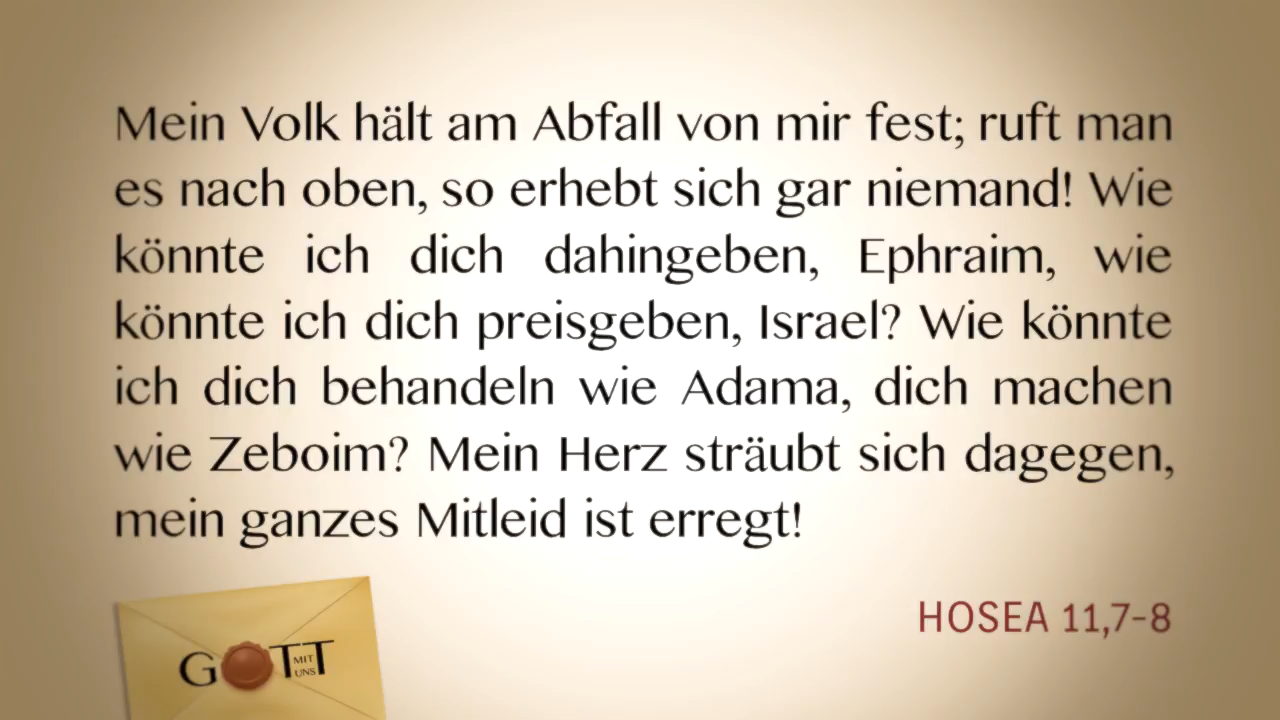 Mein Volk hält am Abfall von mir fest; ruft man
es nach oben, so erhebt sich gar niemand! Wie
könnte ich dich dahingeben, Ephraim, wie
könnte ich dich preisgeben, Israel? Wie könnte
ich dich behandeln wie Adama, dich machen
wie Zeboim? Mein Herz sträubt sich dagegen,
mein ganzes Mitleid ist erregt!
HOSEA 11,7-8
GOTT
MIT
UNS